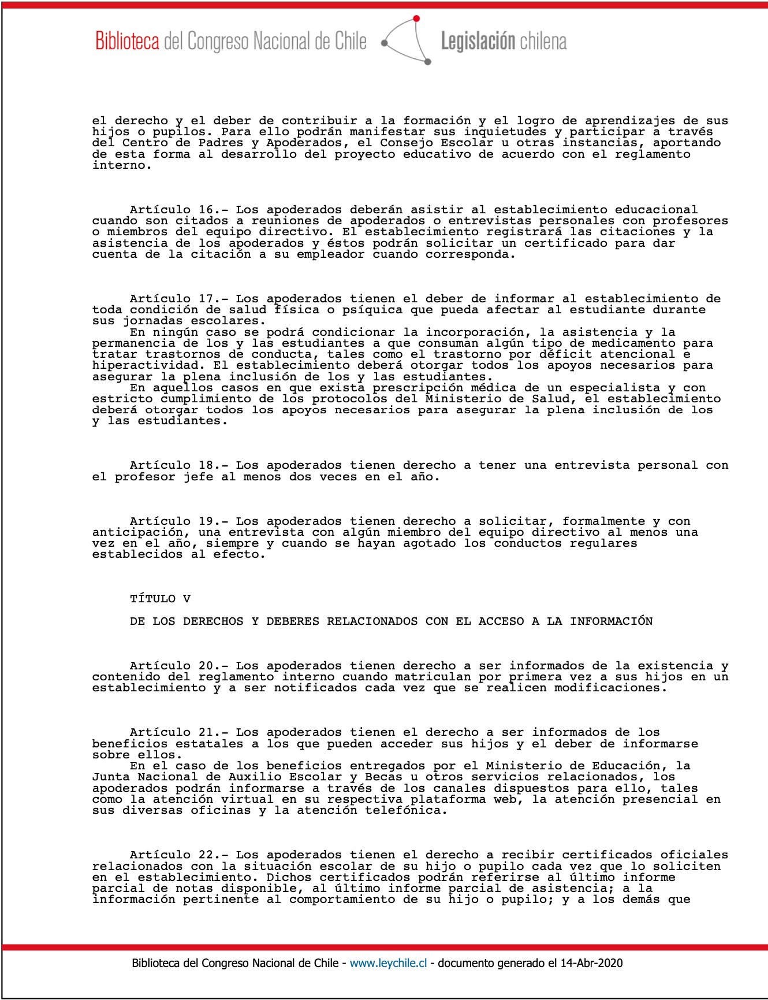 Biblioteca del Congreso Nacional de Chile Legislación chilena
el derecho y el deber de contribuir a la formación y el logro de aprendizajes de sus
hijos o pupilos. Para ello podrán manifestar sus inquietudes y participar a través
del Centro de Padres y Apoderados, el Consejo Escolar u otras instancias, aportando
de esta forma al desarrollo del proyecto educativo de acuerdo con el reglamento
interno.
Artículo 16.- Los apoderados deberán asistir al establecimiento educacional
cuando son citados a reuniones de apoderados o entrevistas personales con profesores
o miembros del equipo directivo. El establecimiento registrará las citaciones y la
asistencia de los apoderados y éstos podrán solicitar un certificado para dar
cuenta de la citación a su empleador cuando corresponda.
Artículo 17.- Los apoderados tienen el deber de informar al establecimiento de
toda condición de salud física o psíquica que pueda afectar al estudiante durante
sus jornadas escolares.
En ningún caso se podrá condicionar la incorporación, la asistencia y la
permanencia de los y las estudiantes a que consuman algún tipo de medicamento para
tratar trastornos de conducta, tales como el trastorno por déficit atencional e
hiperactividad. El establecimiento deberá otorgar todos los apoyos necesarios para
asegurar la plena inclusión de los y las estudiantes.
En aquellos casos en que exista prescripción médica de un especialista y con
estricto cumplimiento de los protocolos del Ministerio de Salud, el establecimiento
deberá otorgar todos los apoyos necesarios para asegurar la plena inclusión de los
y las estudiantes.
Artículo 18.- Los apoderados tienen derecho a tener una entrevista personal con
el profesor jefe al menos dos veces en el año.
Artículo 19.- Los apoderados tienen derecho a solicitar, formalmente y con
anticipación, una entrevista con algún miembro del equipo directivo al menos una
vez en el año, siempre y cuando se hayan agotado los conductos regulares
establecidos al efecto.
TÍTULO V
DE LOS DERECHOS Y DEBERES RELACIONADOS CON EL ACCESO A LA INFORMACIÓN
Artículo 20.- Los apoderados tienen derecho a ser informados de la existencia y
contenido del reglamento interno cuando matriculan por primera vez a sus hijos en un
establecimiento y a ser notificados cada vez que se realicen modificaciones.
Artículo 21.- Los apoderados tienen el derecho a ser informados de los
beneficios estatales a los que pueden acceder sus hijos y el deber de informarse
sobre ellos.
En el caso de los beneficios entregados por el Ministerio de Educación, la
Junta Nacional de Auxilio Escolar y Becas u otros servicios relacionados, los
apoderados podrán informarse a través de los canales dispuestos para ello, tales
como la atención virtual en su respectiva plataforma web, la atención presencial en
sus diversas oficinas y la atención telefónica.
Artículo 22.- Los apoderados tienen el derecho a recibir certificados oficiales
relacionados con la situación escolar de su hijo o pupilo cada vez que lo soliciten
en el establecimiento. Dichos certificados podrán referirse al último informe
parcial de notas disponible, al último informe parcial de asistencia; a la
información pertinente al comportamiento de su hijo o pupilo; y a los demás que
Biblioteca del Congreso Nacional de Chile - www.leychile.cl - documento generado el 14-Abr-2020